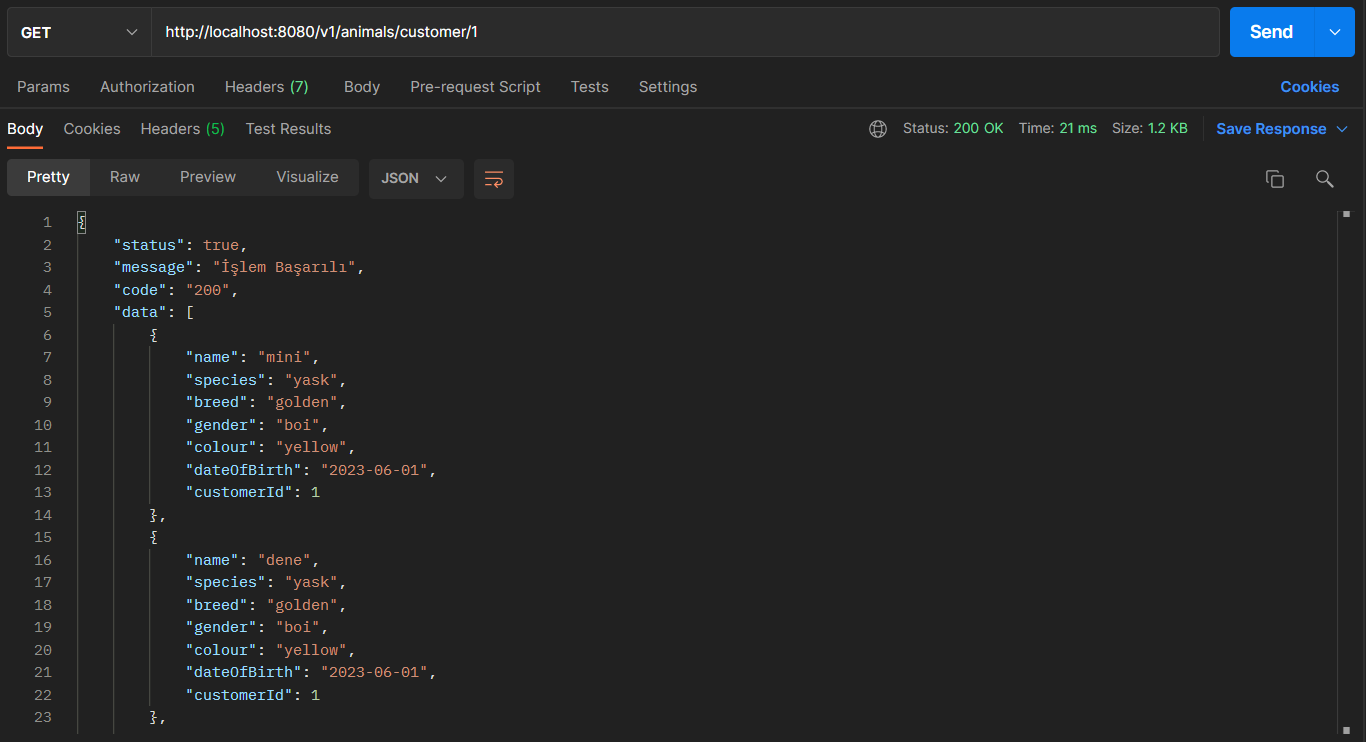 GET http://localhost:8080/v1/animals/customer/1 Send
Params Authorization Headers (7) Body Pre-request Script Tests Settings Cookies
Body Cookies Headers (5) Test Results Status: 200 OK Time: 21 ms Size: 1.2 KB Save Response
Pretty Raw Preview Visualize JSON
1 {
2 "status": true,
3 "message": "İşlem Başarılı",
4 "code": "200",
5 "data": [
6 {
7 "name": "mini",
8 "species": "yask",
9 "breed": "golden",
10 "gender": "boi",
11 "colour": "yellow",
12 "dateOfBirth": "2023-06-01",
13 "customerId": 1
14 },
15 {
16 "name": "dene",
17 "species": "yask",
18 "breed": "golden",
19 "gender": "boi",
20 "colour": "yellow",
21 "dateOfBirth": "2023-06-01",
22 "customerId": 1
23 },